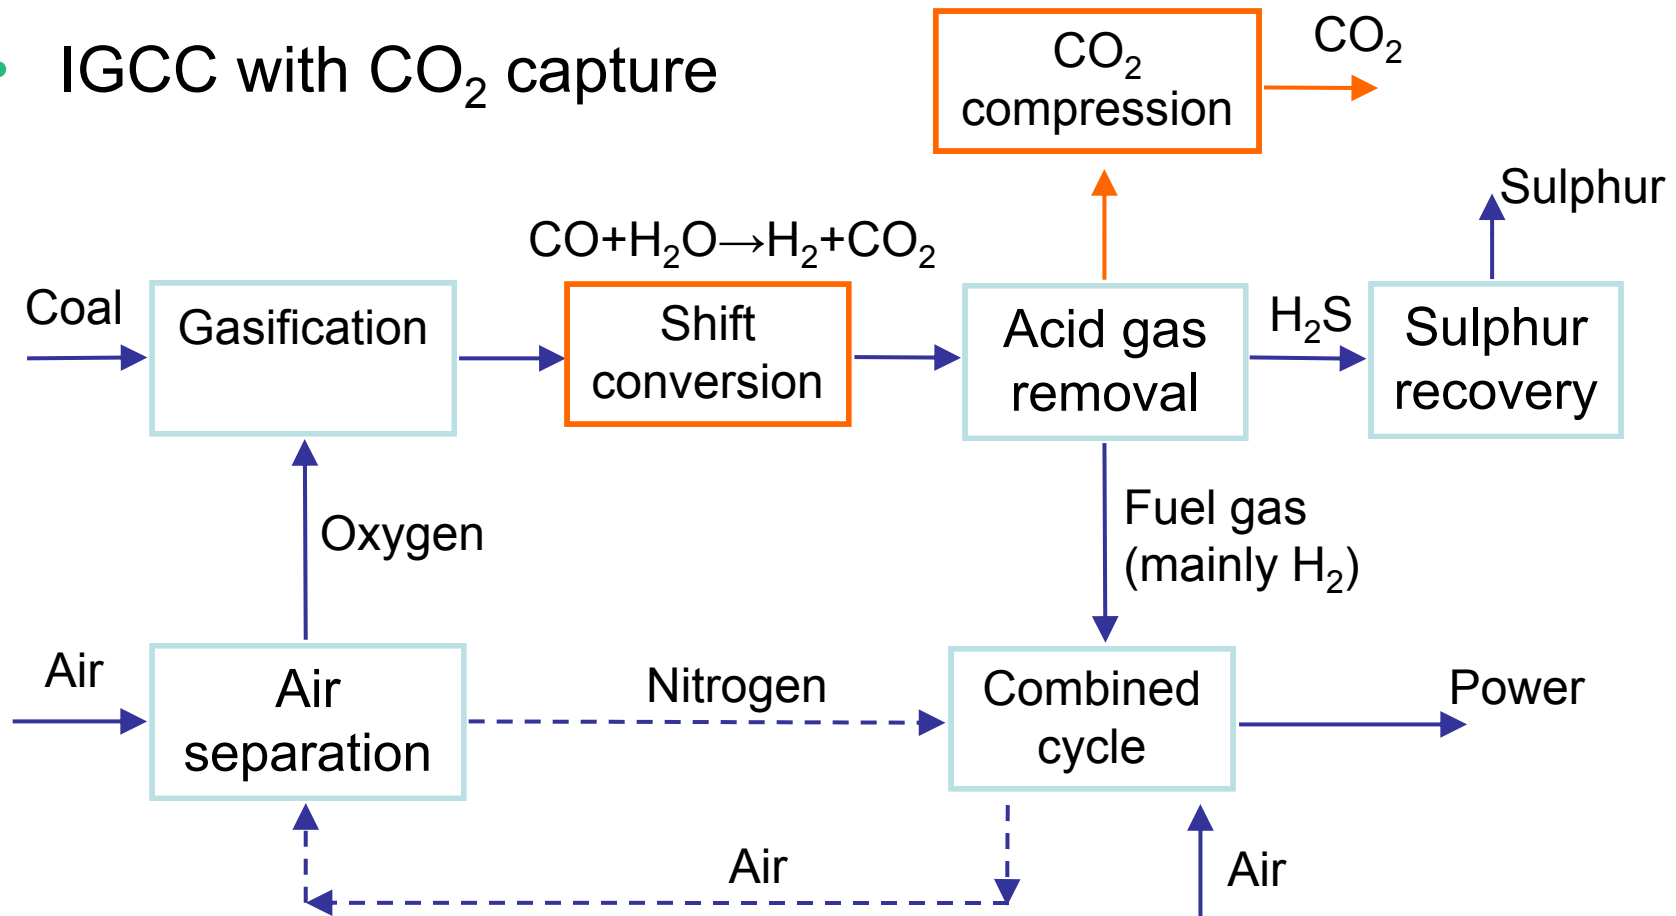 • IGCC with CO₂ capture
CO₂
compression
CO₂
Sulphur
CO+H₂O→H₂+CO₂
Coal
Gasification
Shift
conversion
Acid gas
removal
H₂S
Sulphur
recovery
Oxygen
Fuel gas
(mainly H₂)
Air
Air
separation
Nitrogen
Combined
cycle
Power
Air
Air